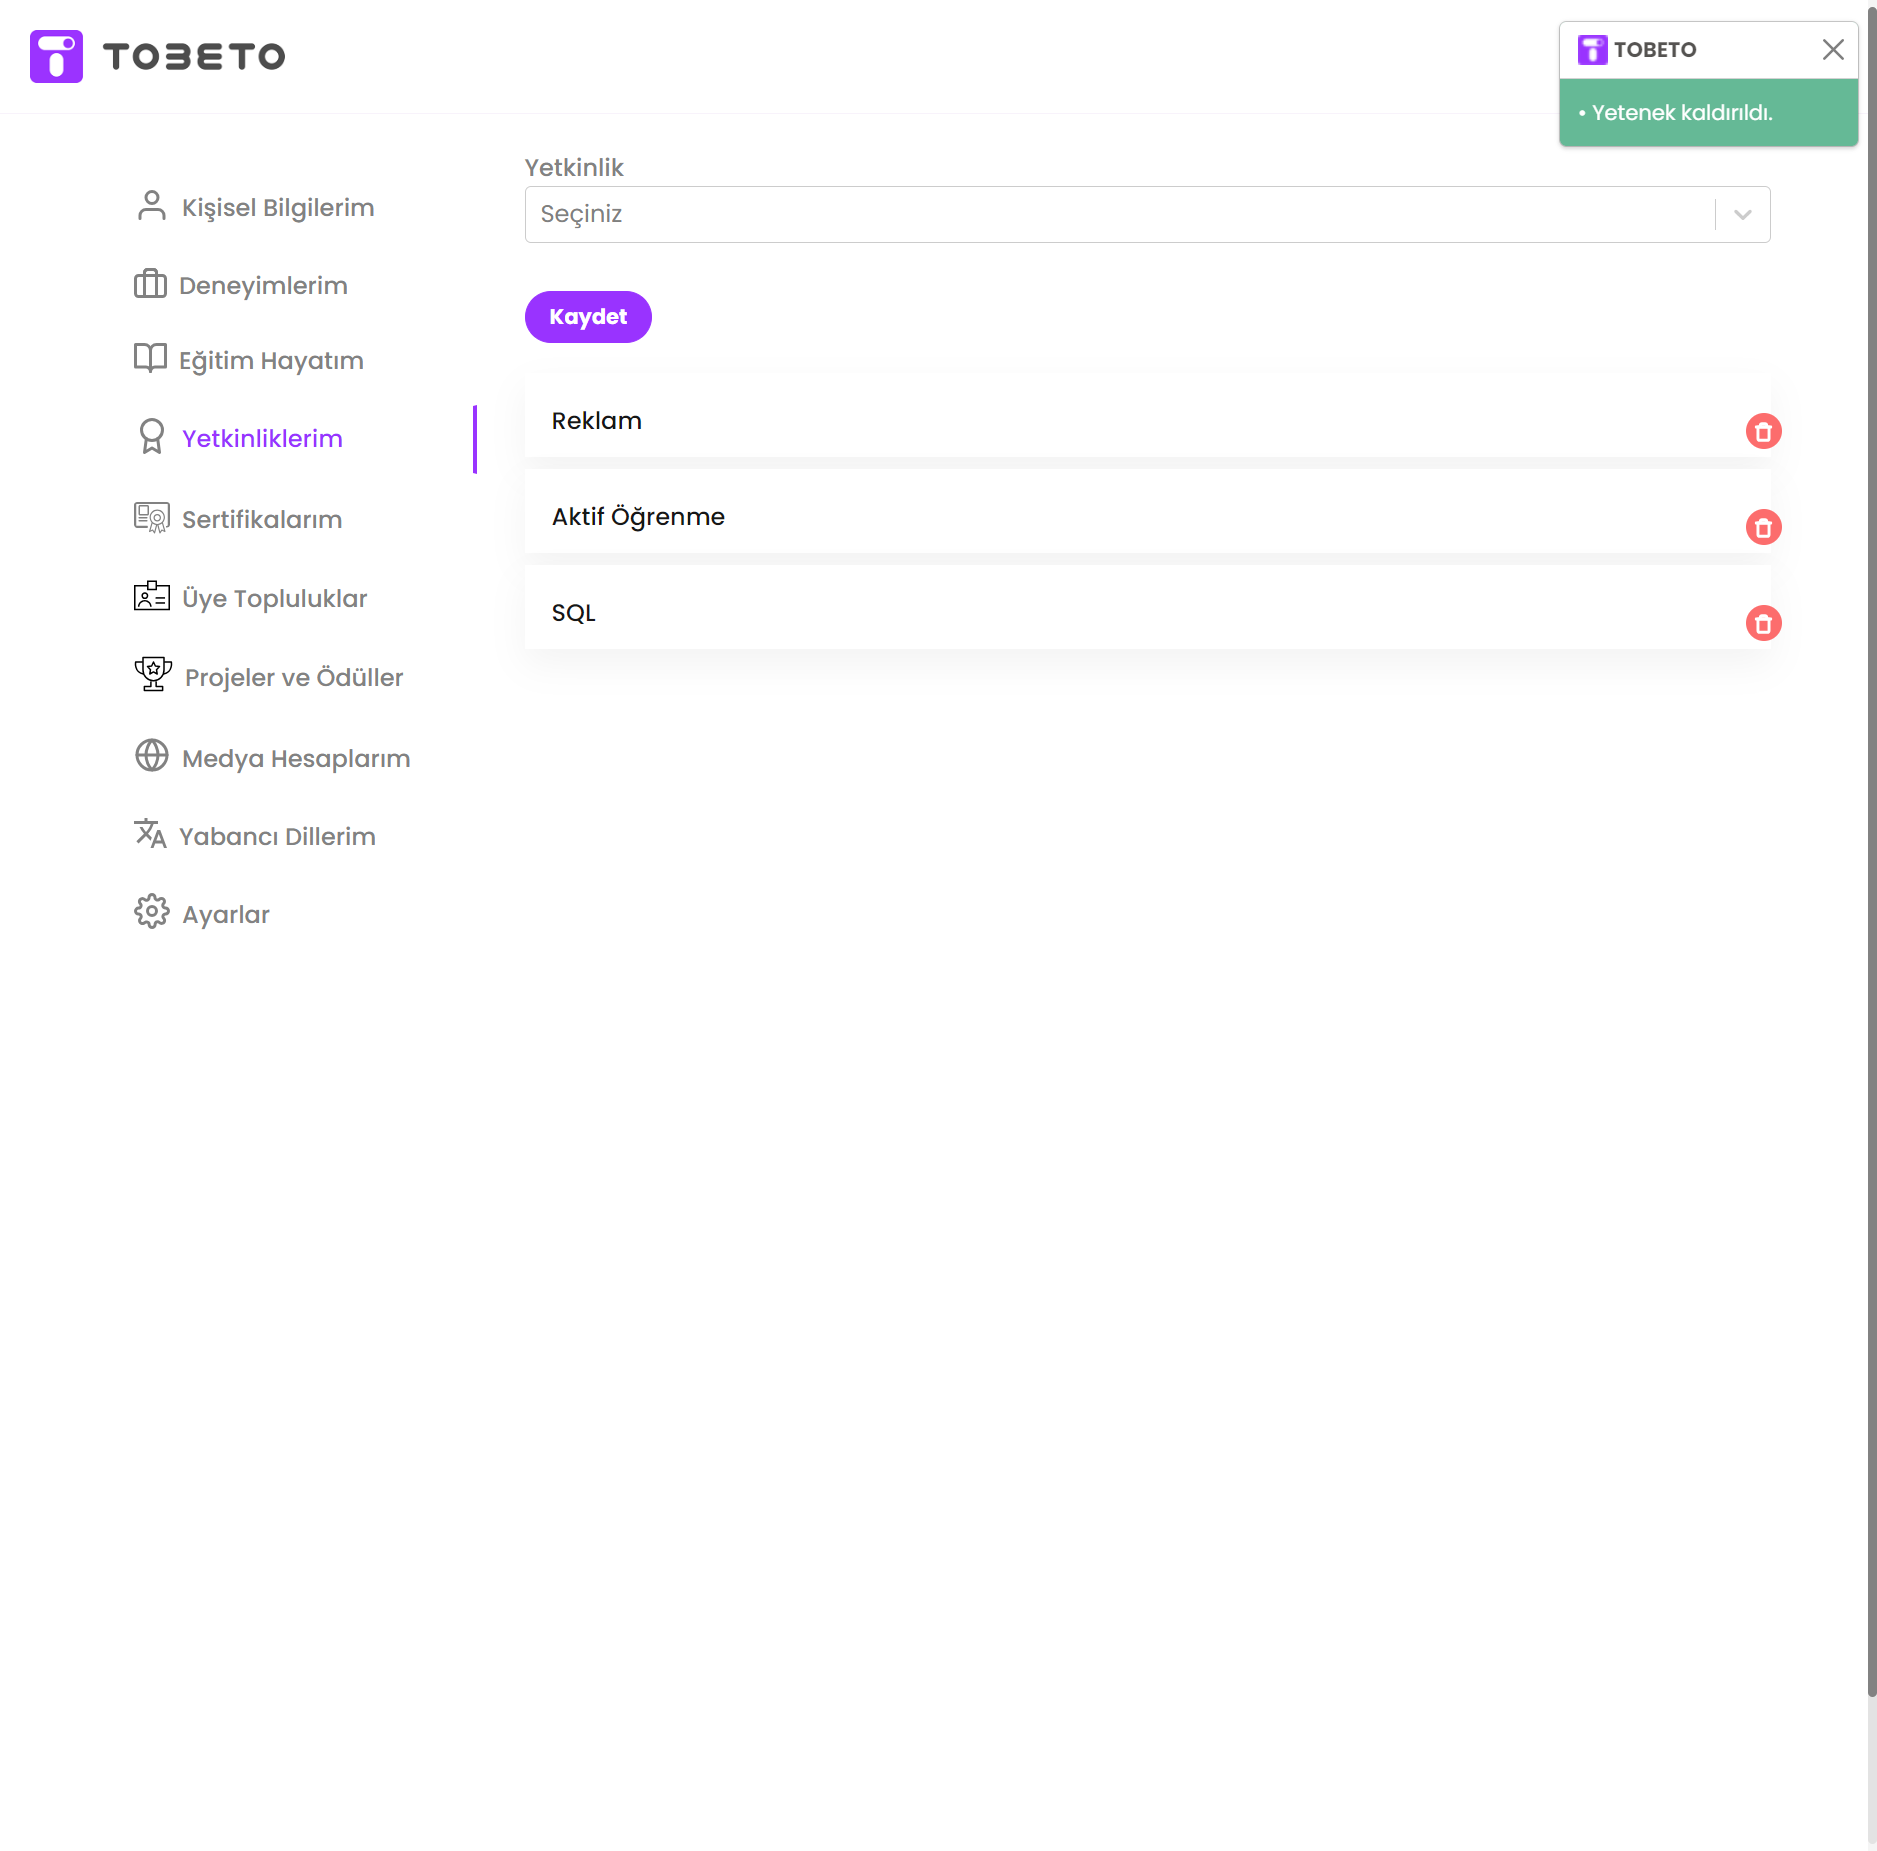 TOBETO
TOBETO
• Yetenek kaldırıldı.
Kişisel Bilgilerim
Deneyimlerim
Eğitim Hayatım
Yetkinliklerim
Sertifikalarım
Üye Topluluklar
Projeler ve Ödüller
Medya Hesaplarım
Yabancı Dillerim
Ayarlar
Yetkinlik
Seçiniz
Kaydet
Reklam
Aktif Öğrenme
SQL